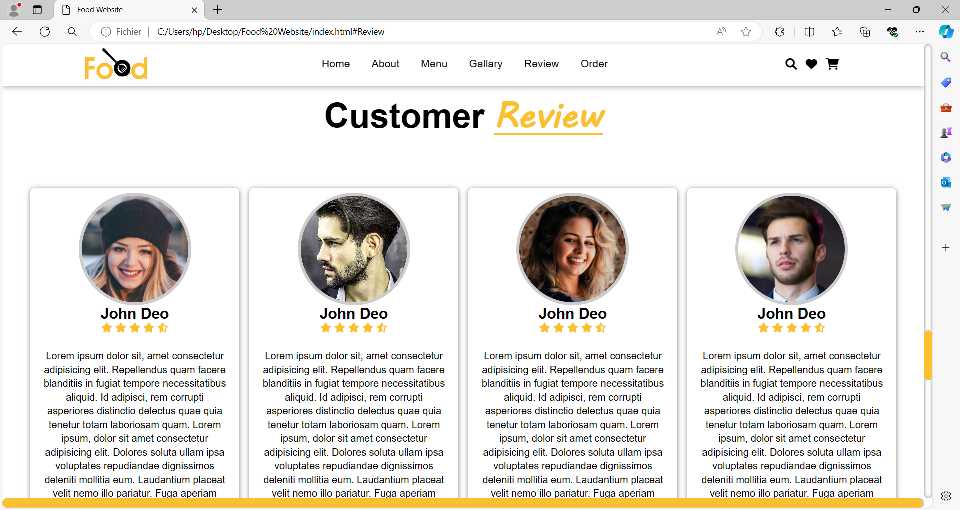 Food Website
Fichier C:/Users/hp/Desktop/Food%20Website/index.html#Review
Food Home About Menu Gallary Review Order
Customer Review
John Deo
John Deo
John Deo
John Deo
Lorem ipsum dolor sit, amet consectetur
adipisicing elit. Repellendus quam facere
blanditiis in fugiat tempore necessitatibus
aliquid. Id adipisci, rem corrupti
asperiores distinctio delectus quae quia
tenetur totam laboriosam quam. Lorem
ipsum, dolor sit amet consectetur
adipisicing elit. Dolores soluta ullam ipsa
voluptates repudiandae dignissimos
deleniti mollitia eum. Laudantium placeat
velit nemo illo pariatur. Fuga aperiam
Lorem ipsum dolor sit, amet consectetur
adipisicing elit. Repellendus quam facere
blanditiis in fugiat tempore necessitatibus
aliquid. Id adipisci, rem corrupti
asperiores distinctio delectus quae quia
tenetur totam laboriosam quam. Lorem
ipsum, dolor sit amet consectetur
adipisicing elit. Dolores soluta ullam ipsa
voluptates repudiandae dignissimos
deleniti mollitia eum. Laudantium placeat
velit nemo illo pariatur. Fuga aperiam
Lorem ipsum dolor sit, amet consectetur
adipisicing elit. Repellendus quam facere
blanditiis in fugiat tempore necessitatibus
aliquid. Id adipisci, rem corrupti
asperiores distinctio delectus quae quia
tenetur totam laboriosam quam. Lorem
ipsum, dolor sit amet consectetur
adipisicing elit. Dolores soluta ullam ipsa
voluptates repudiandae dignissimos
deleniti mollitia eum. Laudantium placeat
velit nemo illo pariatur. Fuga aperiam
Lorem ipsum dolor sit, amet consectetur
adipisicing elit. Repellendus quam facere
blanditiis in fugiat tempore necessitatibus
aliquid. Id adipisci, rem corrupti
asperiores distinctio delectus quae quia
tenetur totam laboriosam quam. Lorem
ipsum, dolor sit amet consectetur
adipisicing elit. Dolores soluta ullam ipsa
voluptates repudiandae dignissimos
deleniti mollitia eum. Laudantium placeat
velit nemo illo pariatur. Fuga aperiam